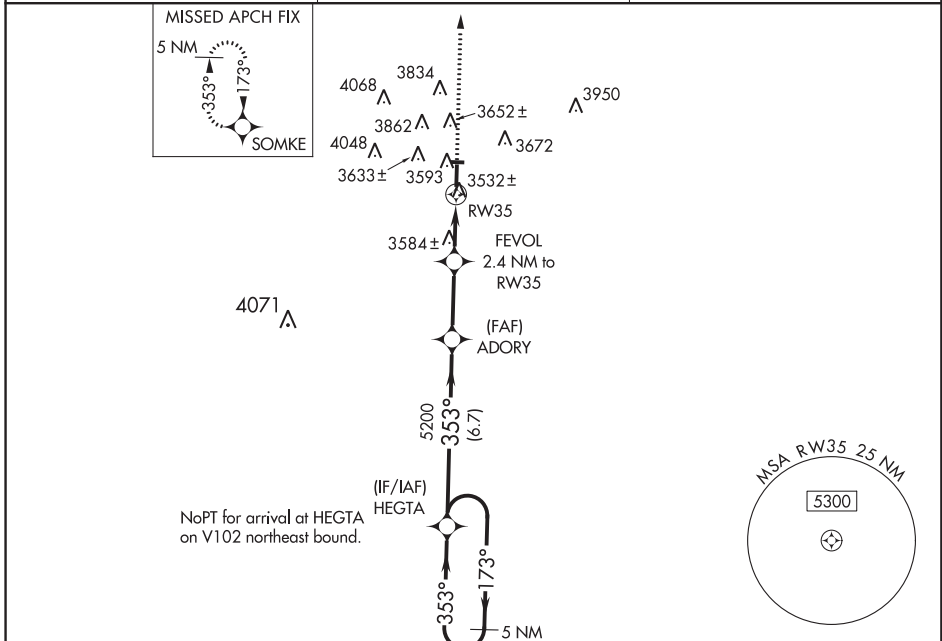 MISSED APCH FIX
5 NM
353°
173°
SOMKE
4068
3834
3950
3862
3652±
4048
3672
3633±
3593
3532±
RW35
3584±
FEVOL
2.4 NM to
RW35
4071
(FAF)
ADORY
5200
353°
(6.7)
(IF/IAF)
HEGTA
NoPT for arrival at HEGTA
on V102 northeast bound.
353°
173°
5 NM
MSA RW35 25 NM
5300